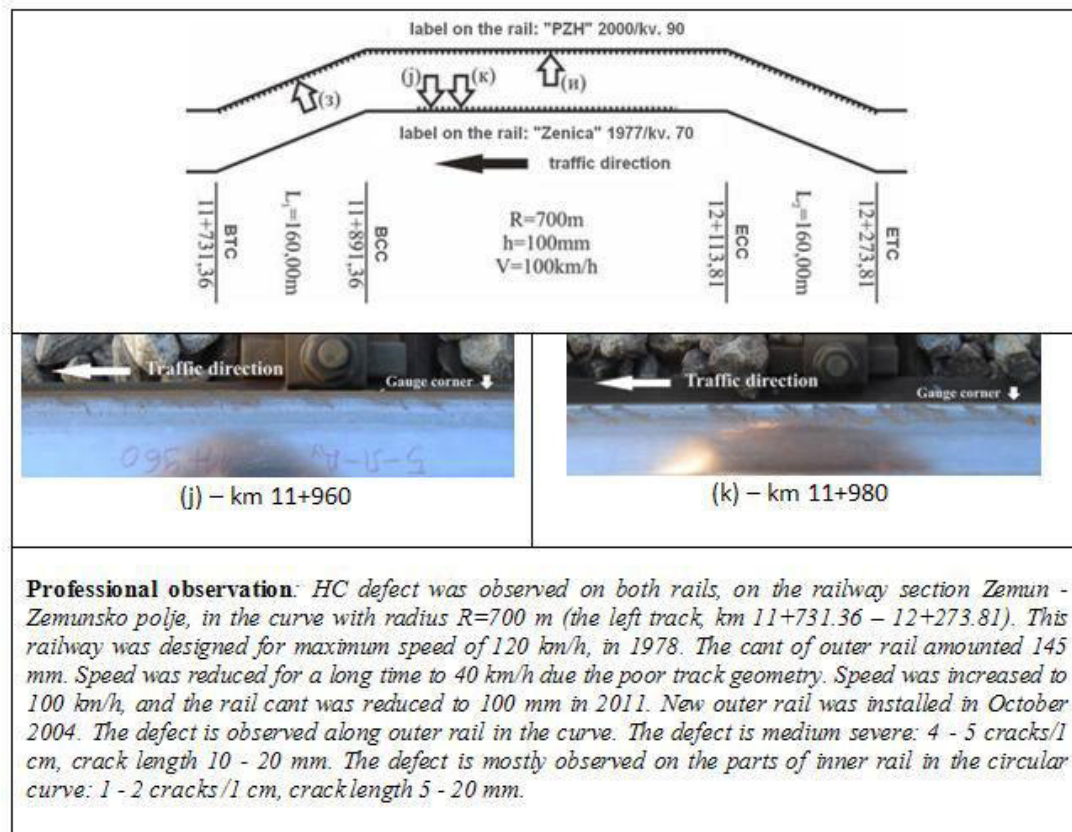 label on the rail: "PZH" 2000/kv. 90
(j)
(к)
(з)
(и)
label on the rail: "Zenica" 1977/kv. 70
traffic direction
BTC
11+731,36
L₁=160,00m
BCC
11+891,36
R=700m
h=100mm
V=100km/h
ECC
12+113,81
L₂=160,00m
ETC
12+273,81
Traffic direction
Gauge corner
(j) – km 11+960
Traffic direction
Gauge corner
(k) – km 11+980
Professional observation: HC defect was observed on both rails, on the railway section Zemun -
Zemunsko polje, in the curve with radius R=700 m (the left track, km 11+731.36 – 12+273.81). This
railway was designed for maximum speed of 120 km/h, in 1978. The cant of outer rail amounted 145
mm. Speed was reduced for a long time to 40 km/h due the poor track geometry. Speed was increased to
100 km/h, and the rail cant was reduced to 100 mm in 2011. New outer rail was installed in October
2004. The defect is observed along outer rail in the curve. The defect is medium severe: 4 - 5 cracks/1
cm, crack length 10 - 20 mm. The defect is mostly observed on the parts of inner rail in the circular
curve: 1 - 2 cracks/1 cm, crack length 5 - 20 mm.